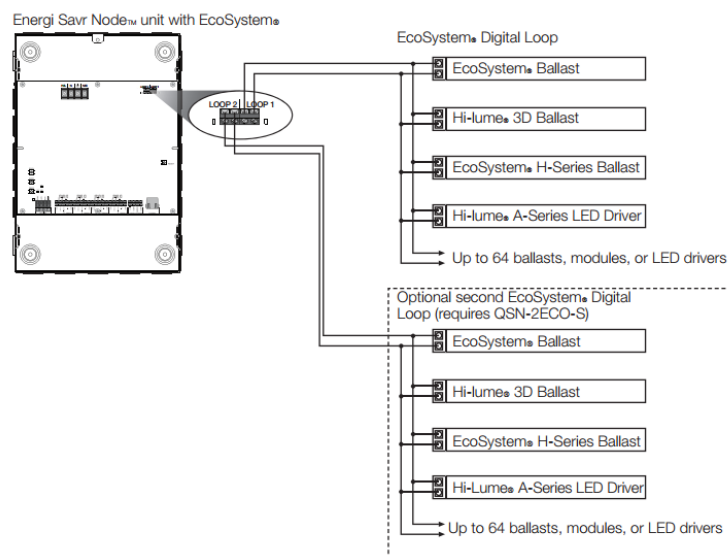 Energi Savr Node™ unit with EcoSystem®
EcoSystem® Digital Loop
EcoSystem® Ballast
LOOP 2 LOOP 1
Hi-lume® 3D Ballast
EcoSystem® H-Series Ballast
Hi-lume® A-Series LED Driver
Up to 64 ballasts, modules, or LED drivers
Optional second EcoSystem® Digital
Loop (requires QSN-2ECO-S)
EcoSystem® Ballast
Hi-lume® 3D Ballast
EcoSystem® H-Series Ballast
Hi-Lume® A-Series LED Driver
Up to 64 ballasts, modules, or LED drivers